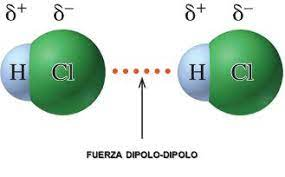 δ+ δ− δ+ δ−
H Cl H Cl
FUERZA DIPOLO-DIPOLO